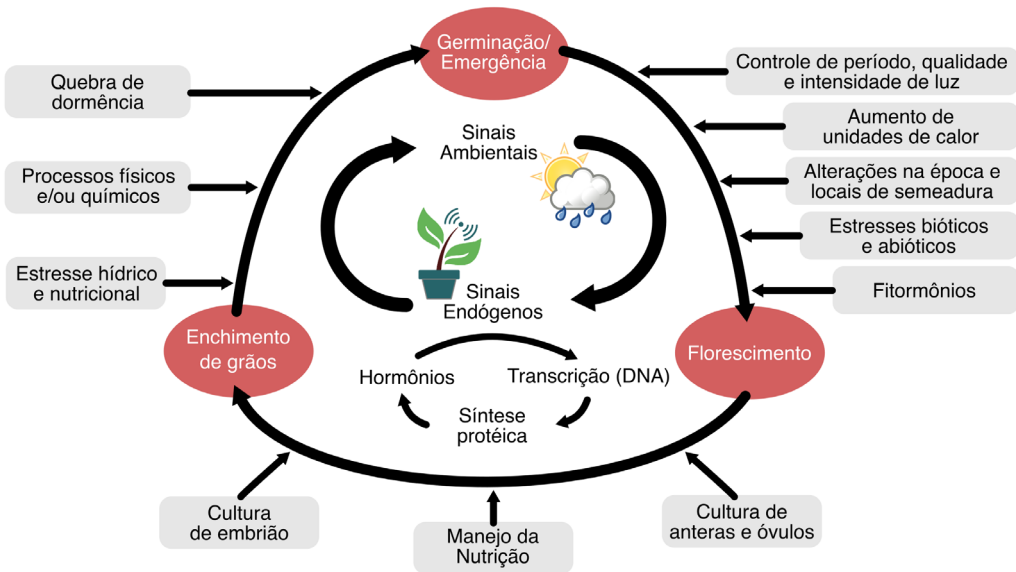 Germinação/
Emergência
Quebra de
dormência
Processos físicos
e/ou químicos
Estresse hídrico
e nutricional
Controle de período, qualidade
e intensidade de luz
Aumento de
unidades de calor
Alterações na época e
locais de semeadura
Estresses bióticos
e abióticos
Fitormônios
Sinais
Ambientais
Sinais
Endógenos
Enchimento
de grãos
Florescimento
Hormônios
Transcrição (DNA)
Síntese
protéica
Cultura
de embrião
Manejo da
Nutrição
Cultura de
anteras e óvulos